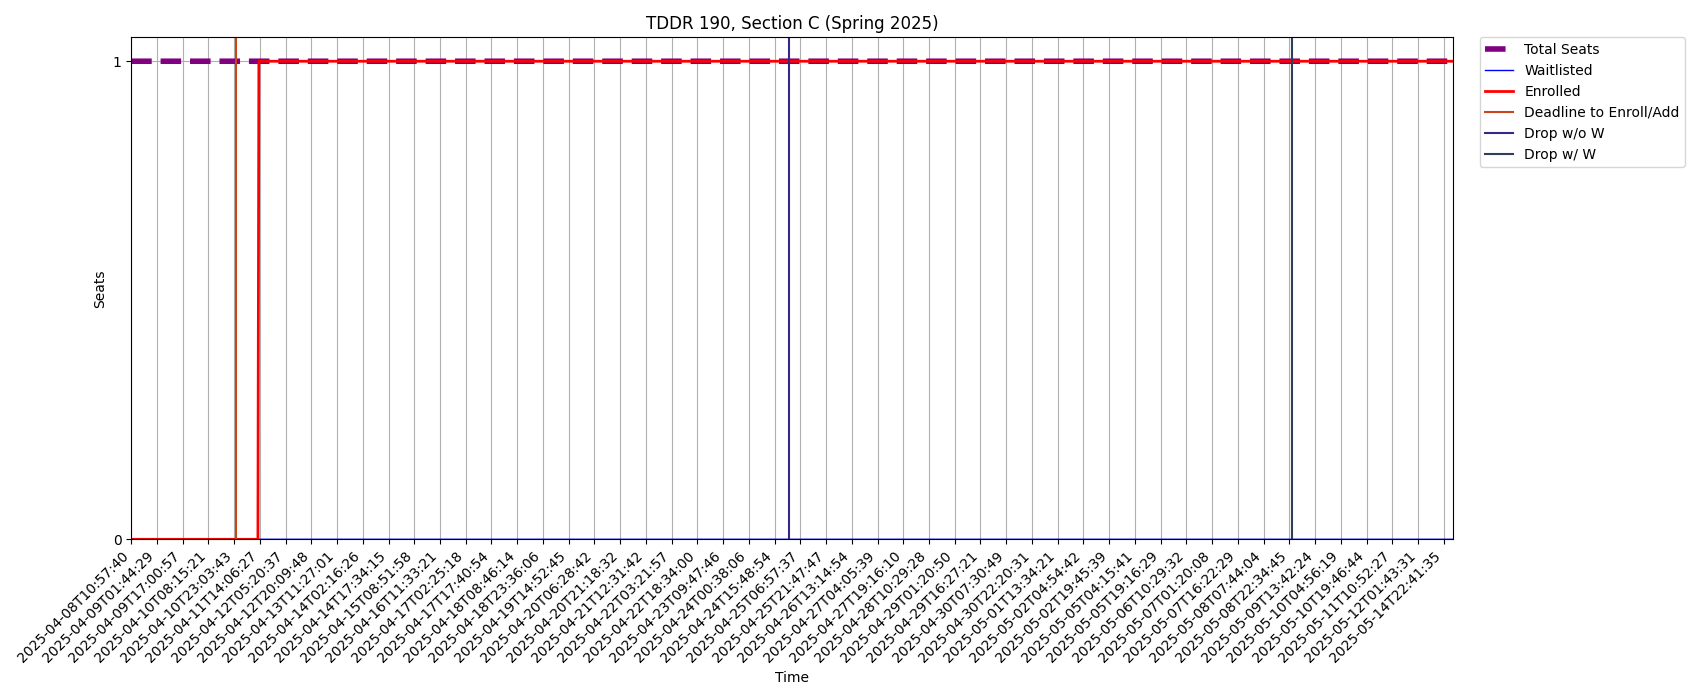 TDDR 190, Section C (Spring 2025)
Total Seats
Waitlisted
Enrolled
Deadline to Enroll/Add
Drop w/o W
Drop w/ W
Seats
1
0
2025-04-08T10:57:40
2025-04-09T01:44:29
2025-04-09T17:00:57
2025-04-10T08:15:21
2025-04-10T23:03:43
2025-04-11T14:06:27
2025-04-12T05:20:37
2025-04-12T20:09:48
2025-04-13T11:27:01
2025-04-14T02:16:26
2025-04-14T17:34:15
2025-04-15T08:51:58
2025-04-16T11:33:21
2025-04-17T02:25:18
2025-04-17T17:40:54
2025-04-18T08:46:14
2025-04-18T23:36:06
2025-04-19T14:52:45
2025-04-20T06:28:42
2025-04-20T21:18:32
2025-04-21T12:31:42
2025-04-22T03:21:57
2025-04-22T18:34:00
2025-04-23T09:47:46
2025-04-24T00:38:06
2025-04-24T15:48:54
2025-04-25T06:57:37
2025-04-25T21:47:47
2025-04-26T13:14:54
2025-04-27T04:05:39
2025-04-27T19:16:10
2025-04-28T10:29:28
2025-04-29T01:20:50
2025-04-29T16:27:21
2025-04-30T07:30:49
2025-04-30T22:20:31
2025-05-01T13:34:21
2025-05-02T04:54:42
2025-05-02T19:45:39
2025-05-05T04:15:41
2025-05-05T19:16:29
2025-05-06T10:29:32
2025-05-07T01:20:08
2025-05-07T16:22:29
2025-05-08T07:44:04
2025-05-08T22:34:45
2025-05-09T13:42:24
2025-05-10T04:56:19
2025-05-10T19:46:44
2025-05-11T10:52:27
2025-05-12T01:43:31
2025-05-14T22:41:35
Time